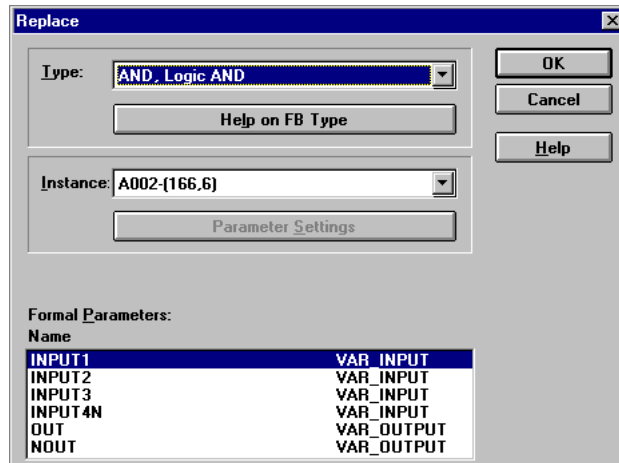 Replace
Type: AND, Logic AND
Help on FB Type
OK
Cancel
Help
Instance: A002-(166,6)
Parameter Settings
Formal Parameters:
Name
INPUT1 VAR_INPUT
INPUT2 VAR_INPUT
INPUT3 VAR_INPUT
INPUT4N VAR_INPUT
OUT VAR_OUTPUT
NOUT VAR_OUTPUT